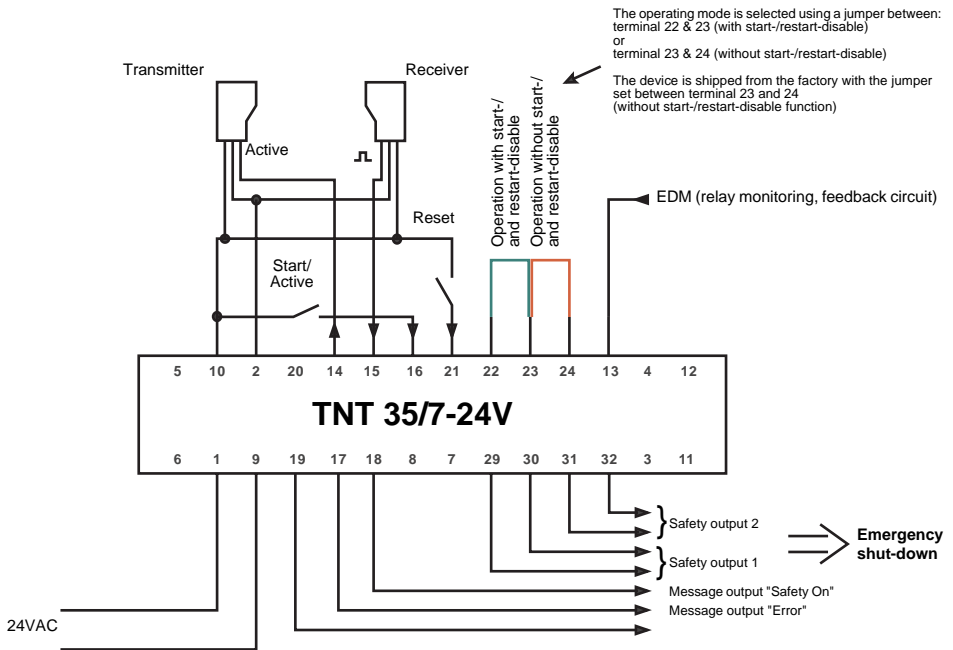 The operating mode is selected using a jumper between:
terminal 22 & 23 (with start-/restart-disable)
or
terminal 23 & 24 (without start-/restart-disable)
The device is shipped from the factory with the jumper
set between terminal 23 and 24
(without start-/restart-disable function)
Transmitter
Receiver
Active
Operation with start-/
and restart-disable
Operation without start-/
and restart-disable
EDM (relay monitoring, feedback circuit)
Reset
Start/
Active
5 10 2 20 14 15 16 21 22 23 24 13 4 12
TNT 35/7-24V
6 1 9 19 17 18 8 7 29 30 31 32 3 11
} Safety output 2
} Safety output 1
Emergency
shut-down
Message output "Safety On"
Message output "Error"
24VAC